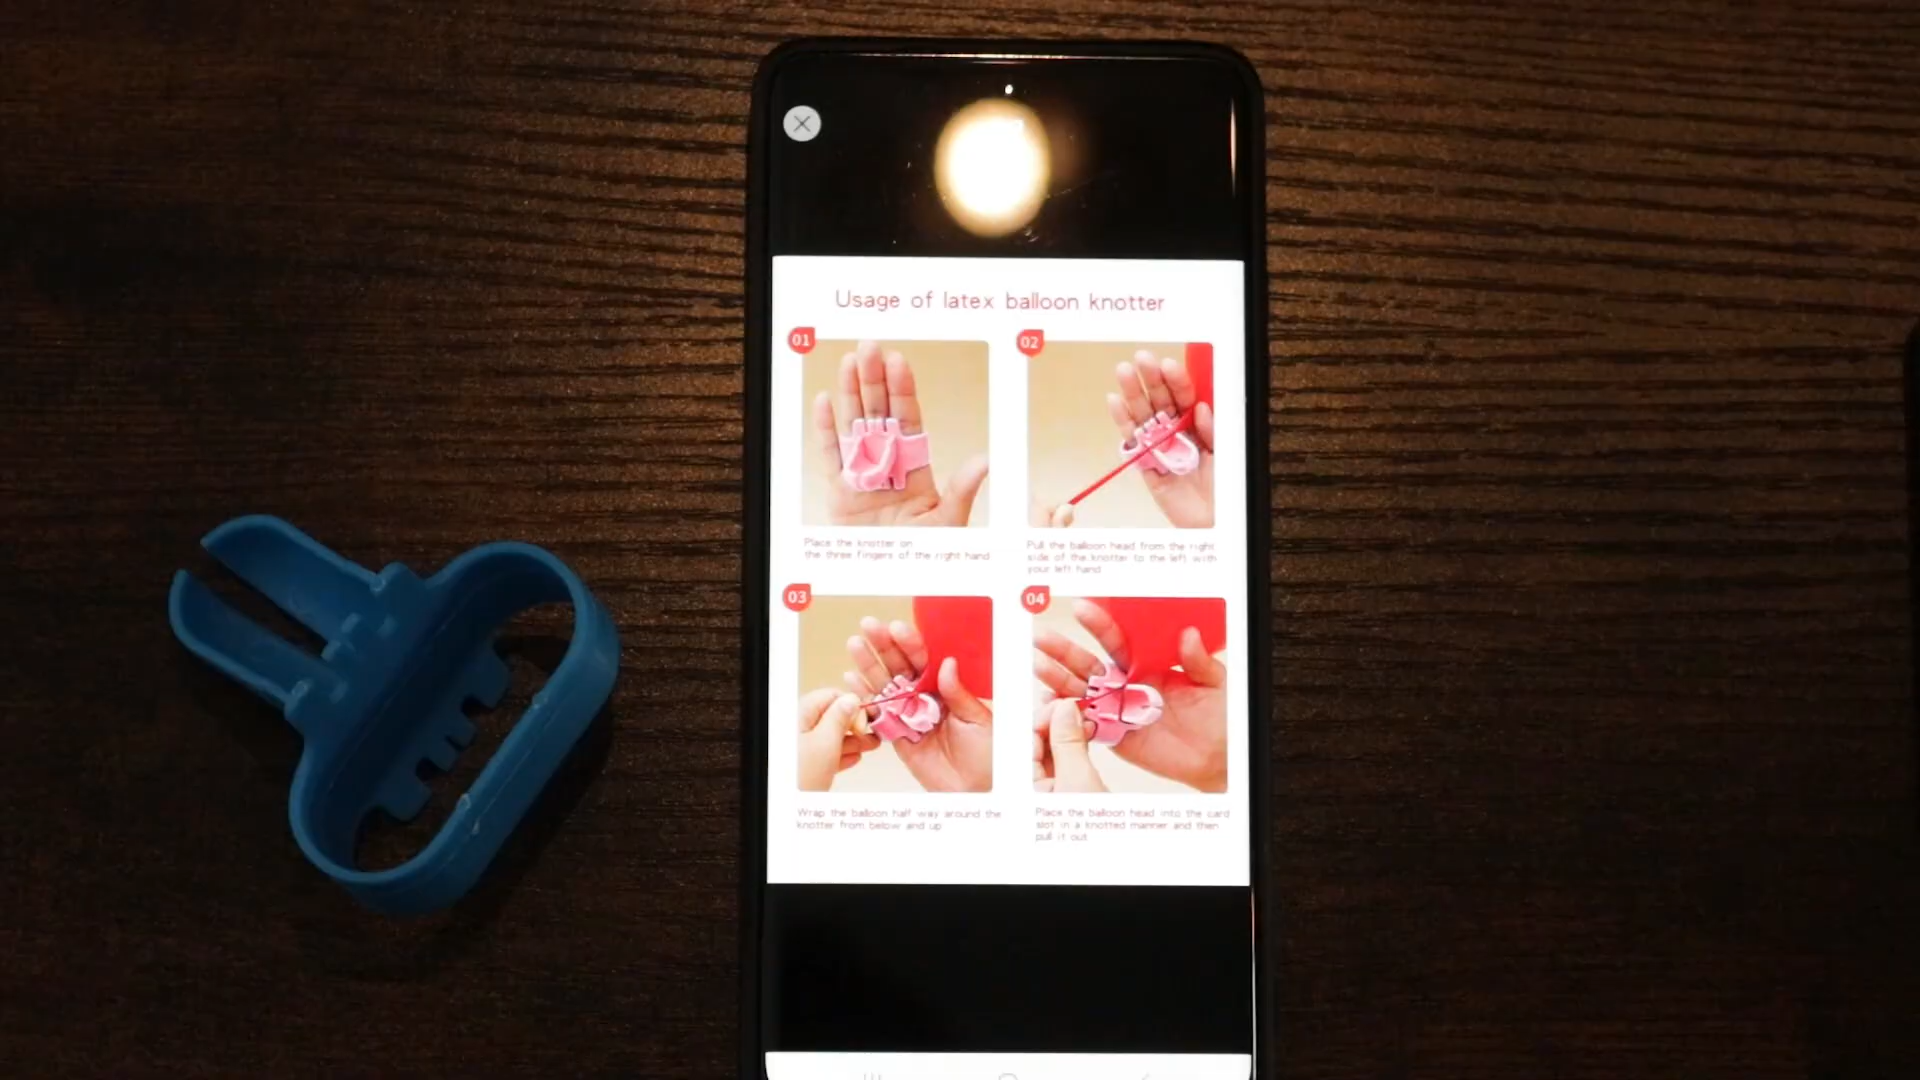 Usage of latex balloon knotter
01
02
Place the knotter on
the three fingers of the right hand
Pull the balloon head from the right
side of the knotter to the left with
your left hand
03
04
Wrap the balloon half way around the
knotter from below and up
Place the balloon head into the card
slot in a knotted manner and then
pull it out